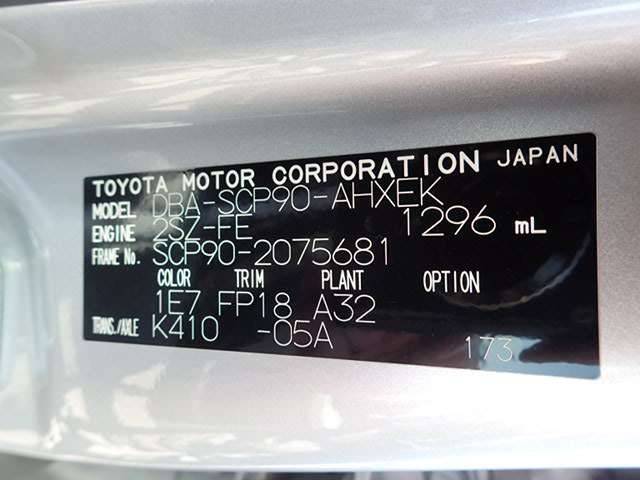 TOYOTA MOTOR CORPORATION JAPAN
MODEL DBA-SCP90-AHXEK
ENGINE 2SZ-FE 1296 mL
FRAME No. SCP90-2075681
COLOR TRIM PLANT OPTION
1E7 FP18 A32
TRANS./AXLE K410 -05A
173